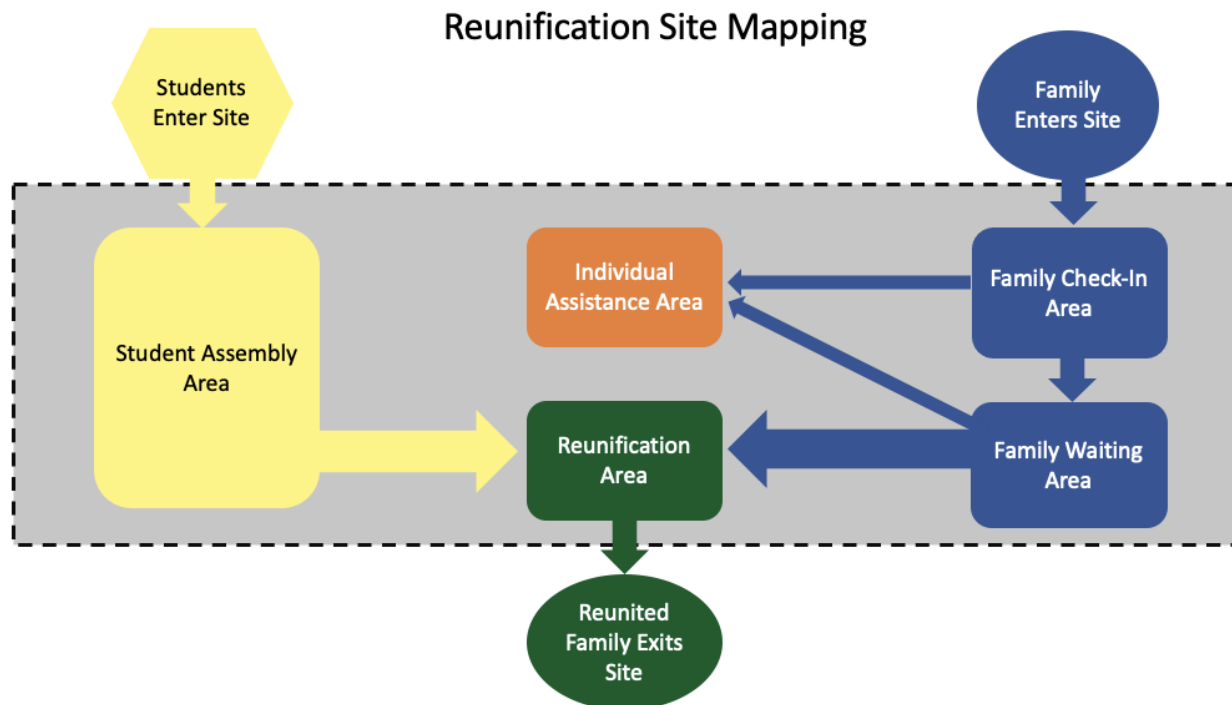 Reunification Site Mapping
Students
Enter Site
Family
Enters Site
Student Assembly
Area
Individual
Assistance Area
Family Check-In
Area
Reunification
Area
Family Waiting
Area
Reunited
Family Exits
Site